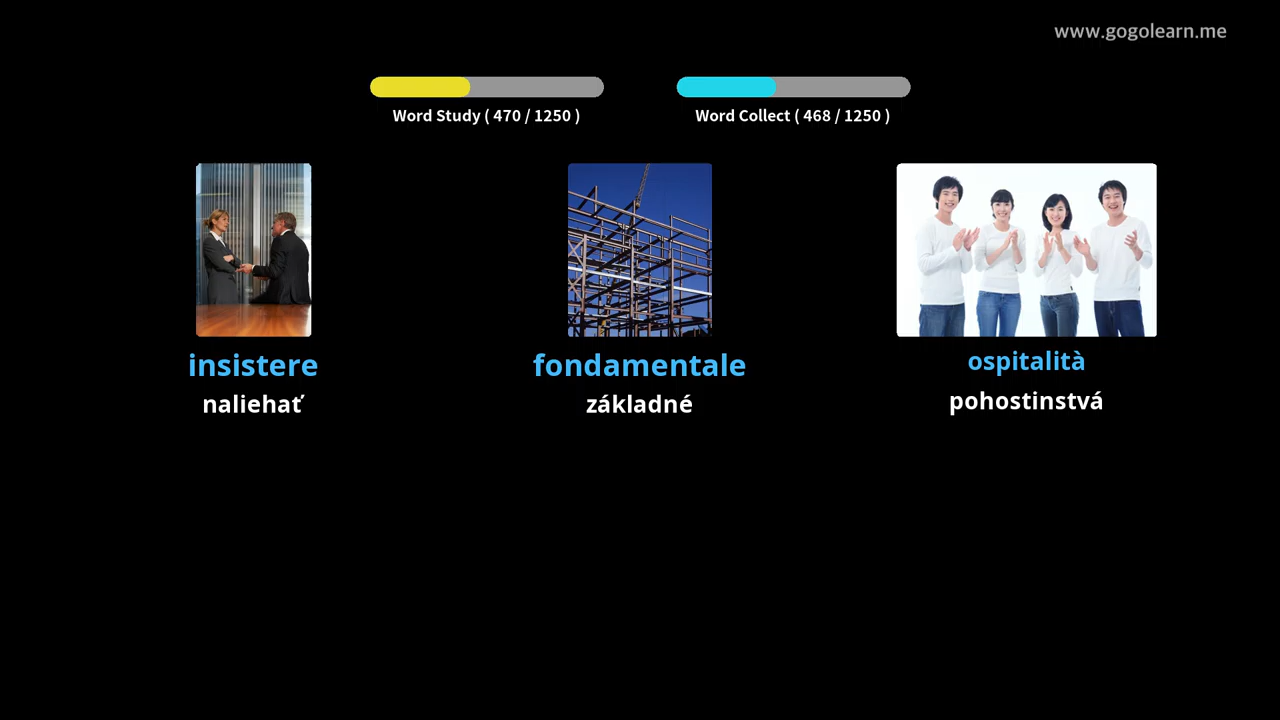 www.gogolearn.me
Word Study ( 470 / 1250 )
Word Collect ( 468 / 1250 )
insistere
naliehať
fondamentale
základné
ospitalità
pohostinstvá